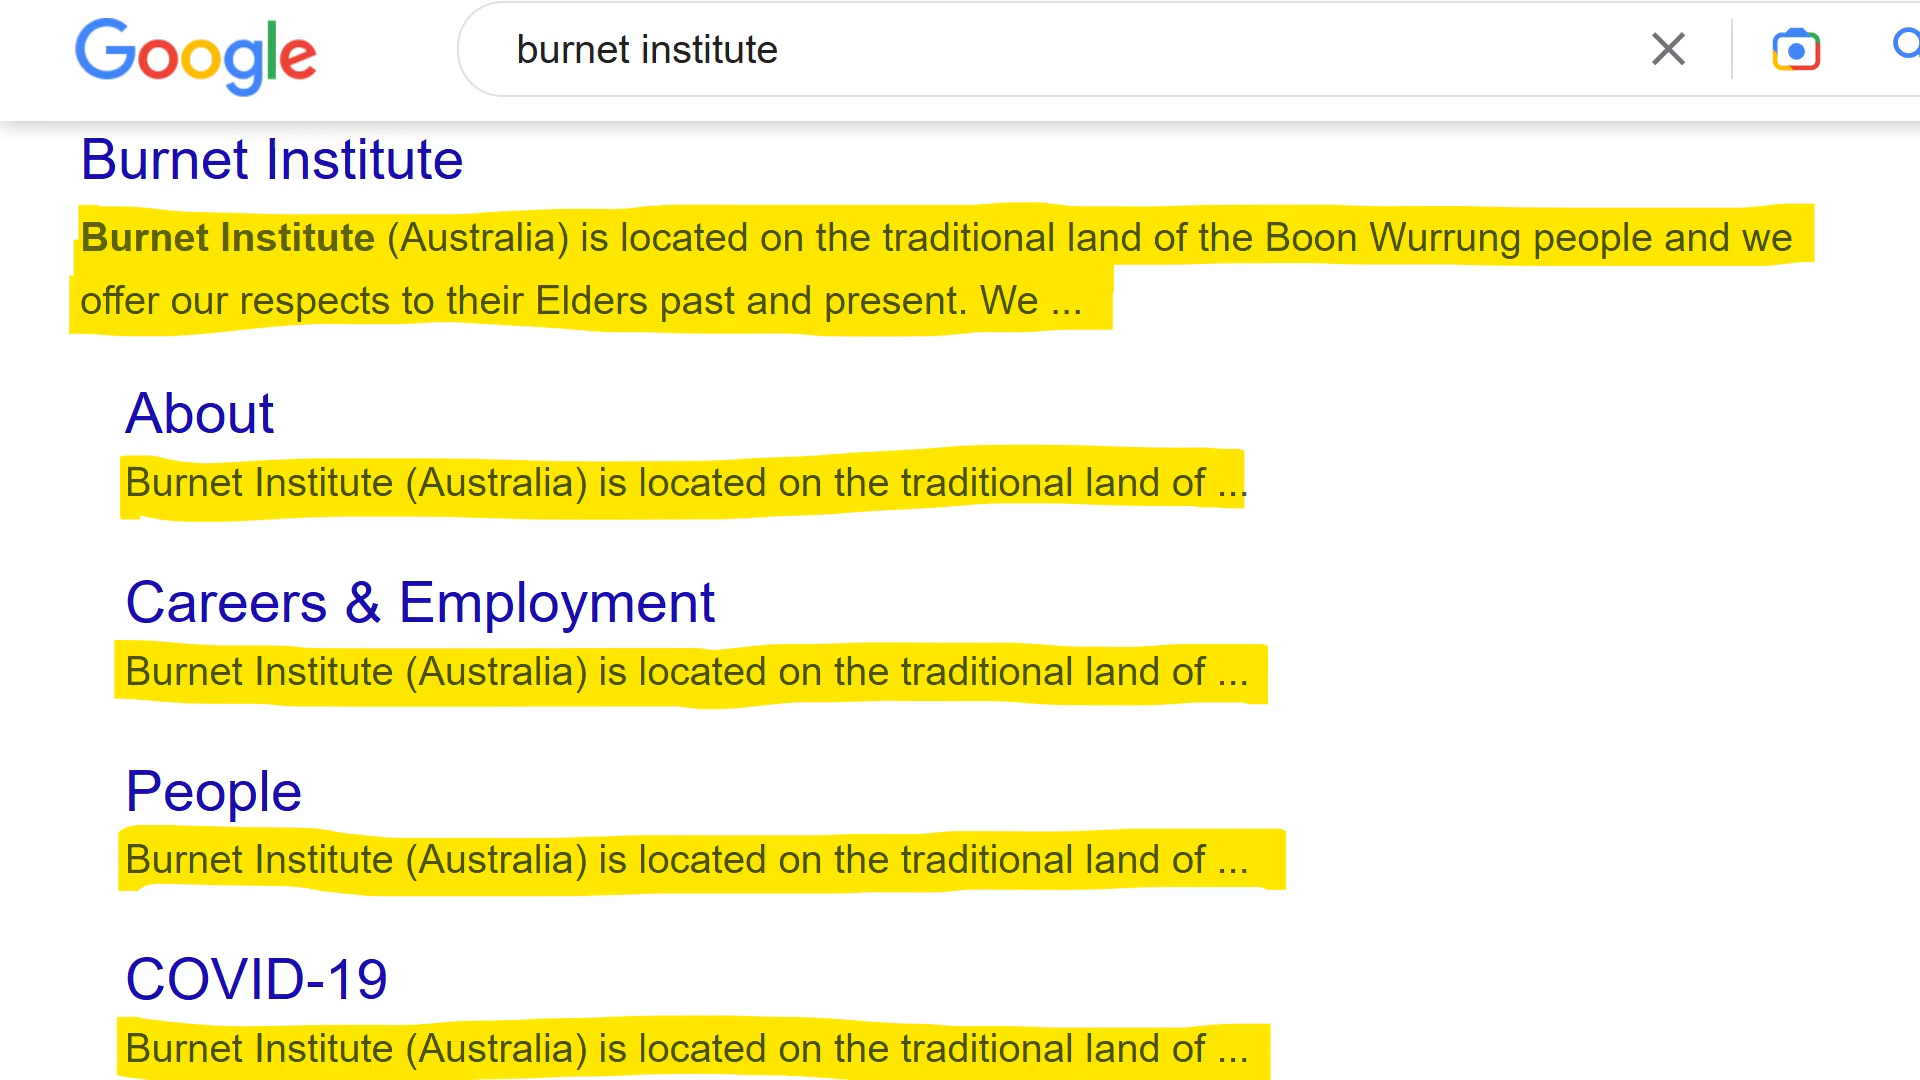 Google
burnet institute
Burnet Institute
Burnet Institute (Australia) is located on the traditional land of the Boon Wurrung people and we
offer our respects to their Elders past and present. We ...
About
Burnet Institute (Australia) is located on the traditional land of ...
Careers & Employment
Burnet Institute (Australia) is located on the traditional land of ...
People
Burnet Institute (Australia) is located on the traditional land of ...
COVID-19
Burnet Institute (Australia) is located on the traditional land of ...